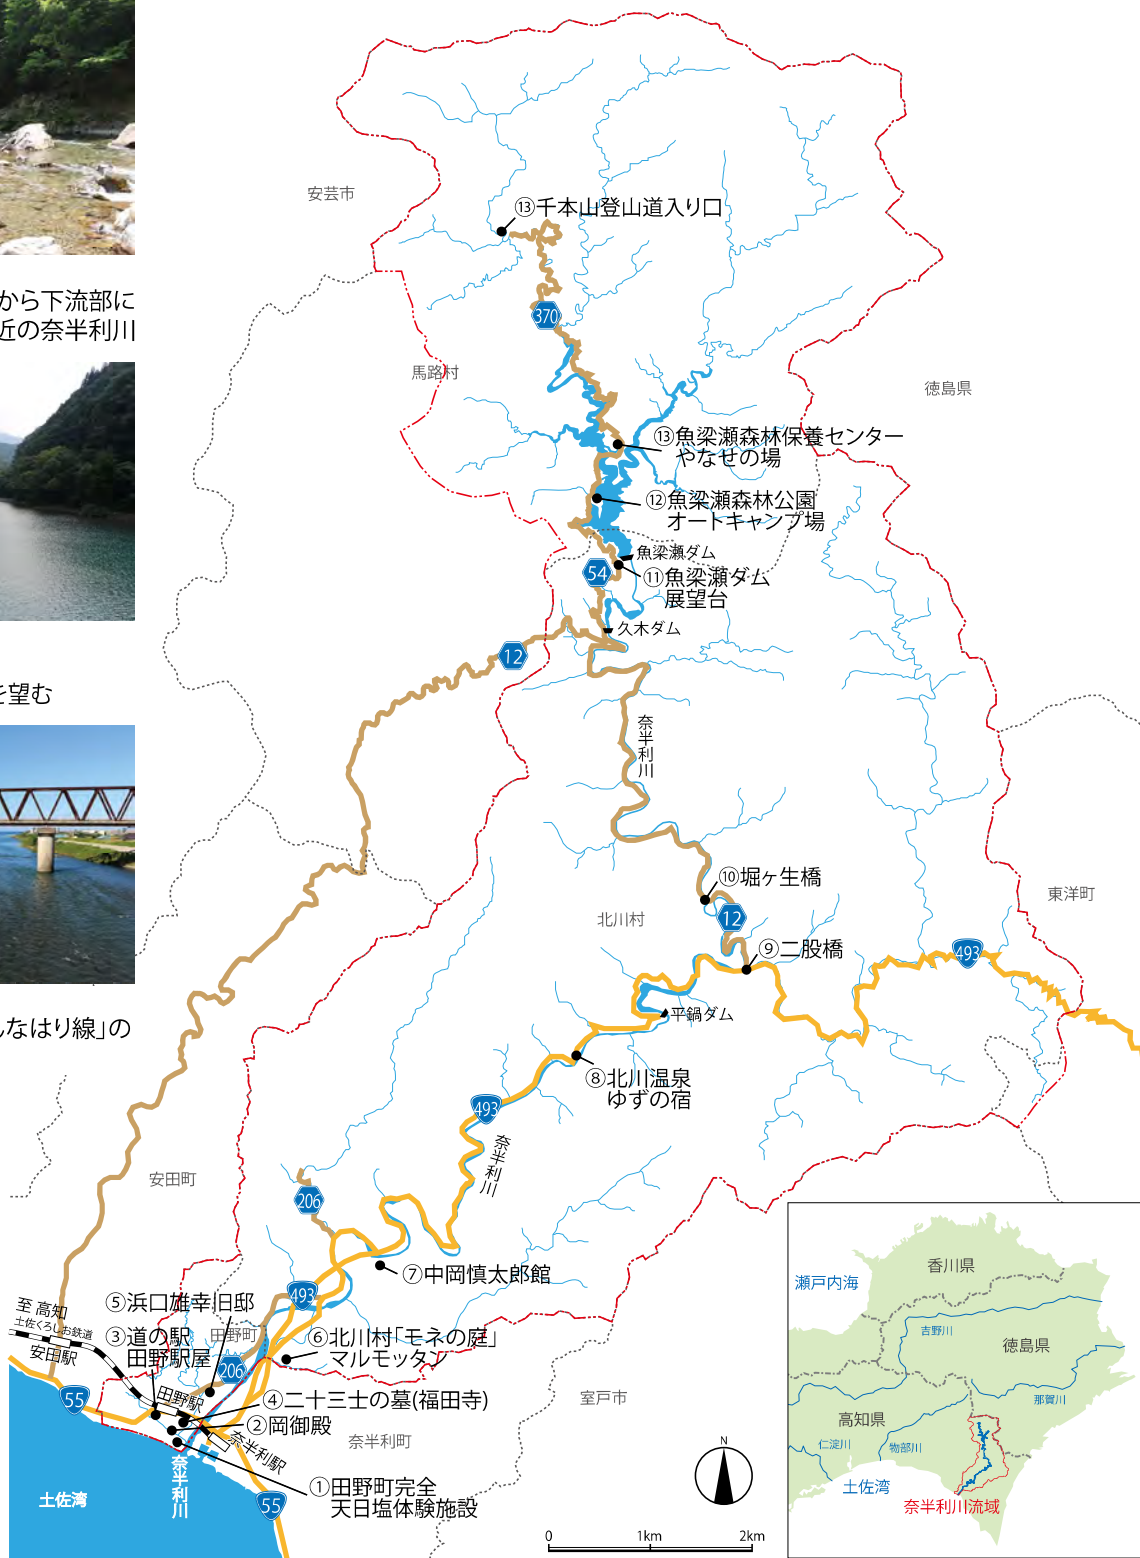 から下流部に
近の奈半利川
を望む
んなはり線」の
安芸市
⑬千本山登山道入り口
370
馬路村
徳島県
⑬魚梁瀬森林保養センター
やなせの場
⑫魚梁瀬森林公園
オートキャンプ場
魚梁瀬ダム
54
⑪魚梁瀬ダム
展望台
久木ダム
12
奈半利川
⑩堀ヶ生橋
12
北川村
東洋町
⑨二股橋
493
平鍋ダム
⑧北川温泉
ゆずの宿
493
奈半利川
安田町
206
⑦中岡慎太郎館
493
⑤浜口雄幸旧邸
至 高知
土佐くろしお鉄道
安田駅
③道の駅
田野駅屋
田野町
⑥北川村「モネの庭」
マルモッタン
206
55
田野駅
④二十三士の墓(福田寺)
②岡御殿
奈半利駅
奈半利町
室戸市
①田野町完全
天日塩体験施設
奈半利川
土佐湾
55
N
0
1km
2km
香川県
瀬戸内海
吉野川
徳島県
那賀川
高知県
仁淀川
物部川
土佐湾
奈半利川流域